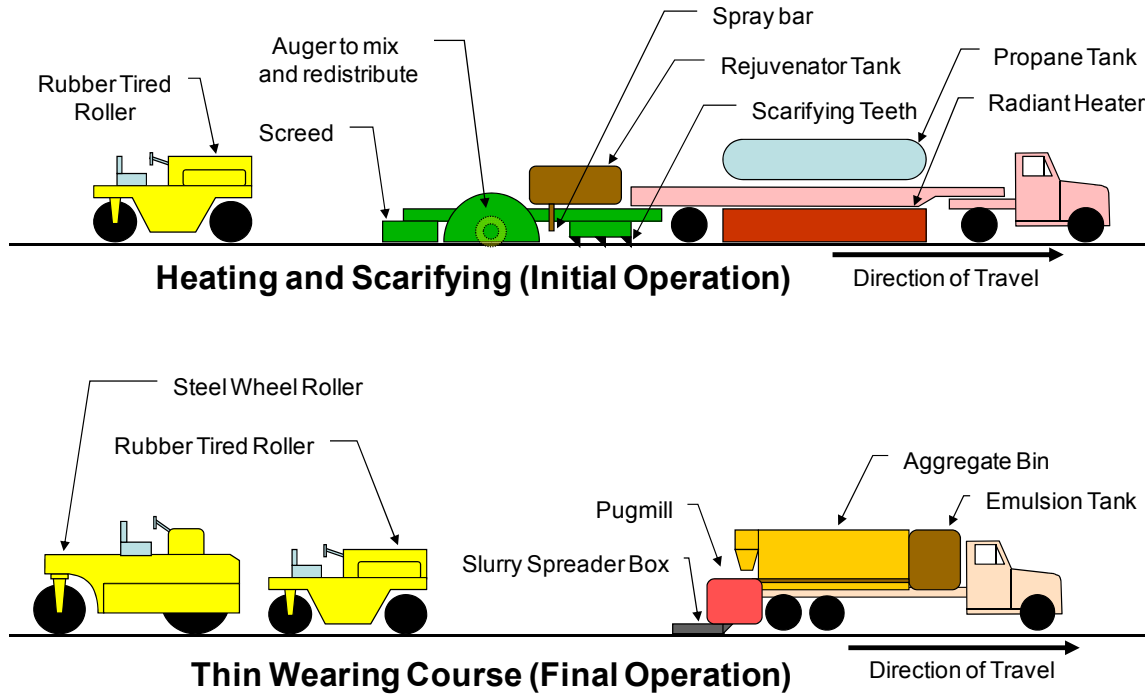 Spray bar
Auger to mix
and redistribute
Rejuvenator Tank
Propane Tank
Rubber Tired
Roller
Radiant Heater
Scarifying Teeth
Screed
Heating and Scarifying (Initial Operation)
Direction of Travel
Steel Wheel Roller
Rubber Tired Roller
Aggregate Bin
Emulsion Tank
Pugmill
Slurry Spreader Box
Thin Wearing Course (Final Operation)
Direction of Travel